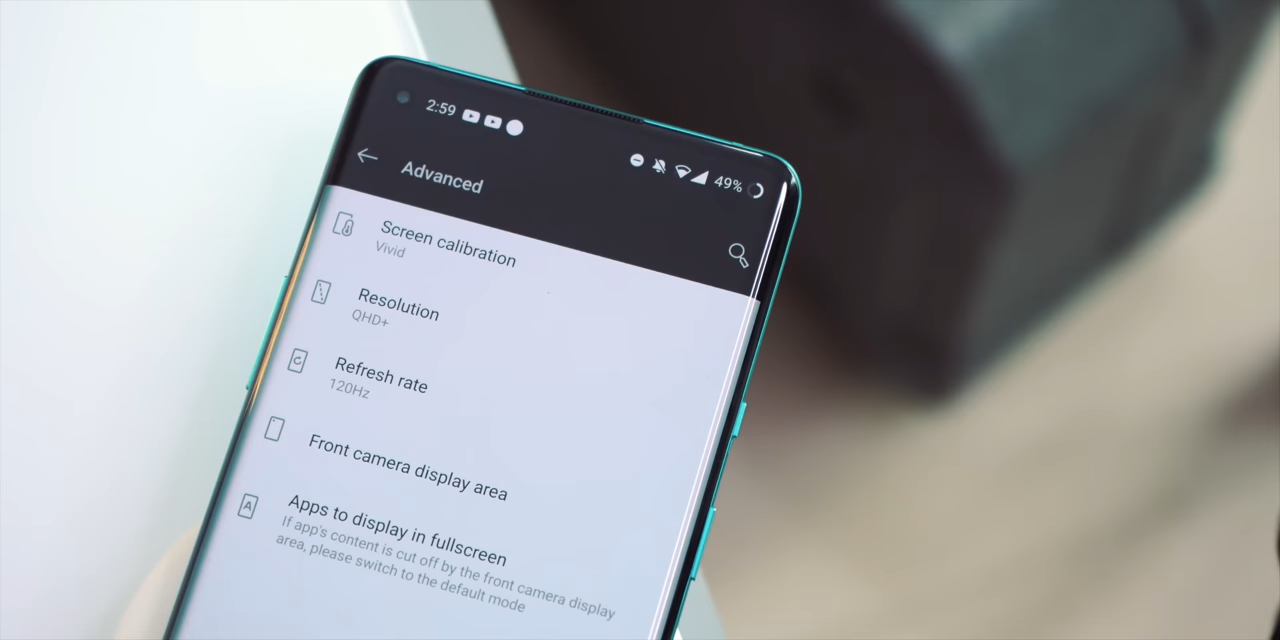 2:59
49%
Advanced
Screen calibration
Vivid
Resolution
QHD+
Refresh rate
120Hz
Front camera display area
Apps to display in fullscreen
If app's content is cut off by the front camera display
area, please switch to the default mode